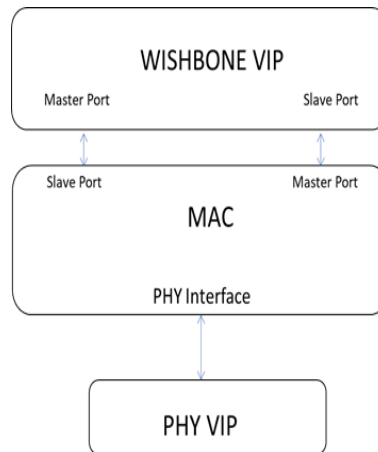 WISHBONE VIP
Master Port Slave Port
Slave Port Master Port
MAC
PHY Interface
PHY VIP